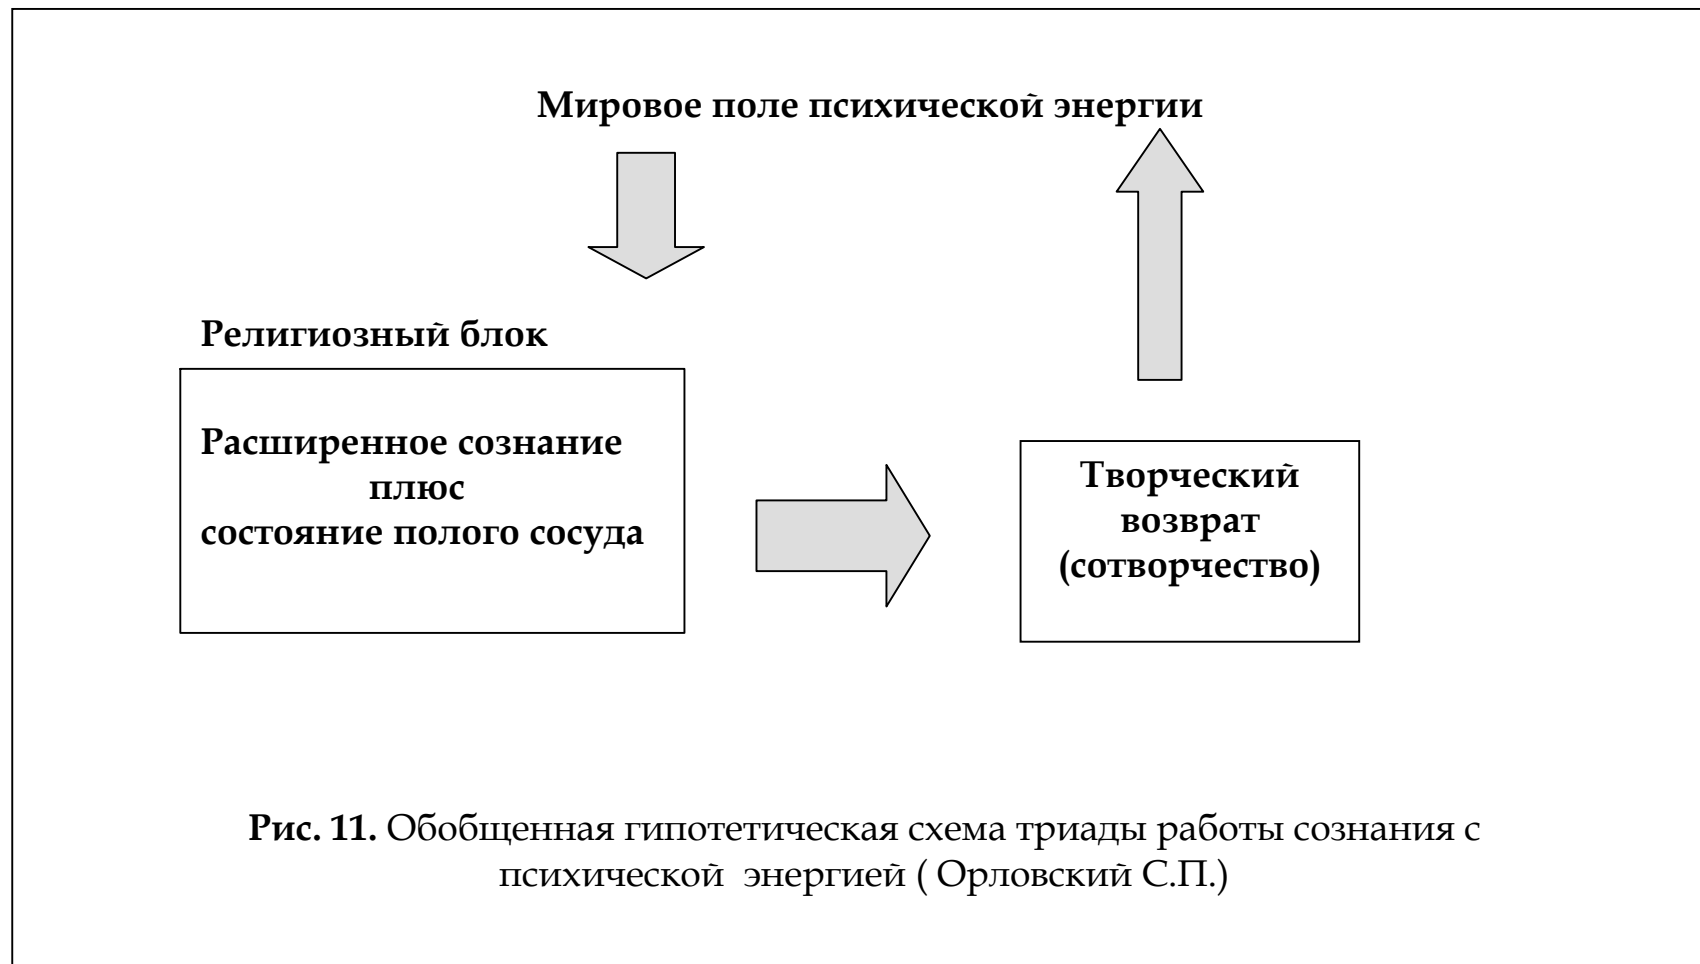 Мировое поле психической энергии
Религиозный блок
Расширенное сознание
плюс
состояние полого сосуда
Творческий
возврат
(сотворчество)
Рис. 11. Обобщенная гипотетическая схема триады работы сознания с
психической энергией ( Орловский С.П.)